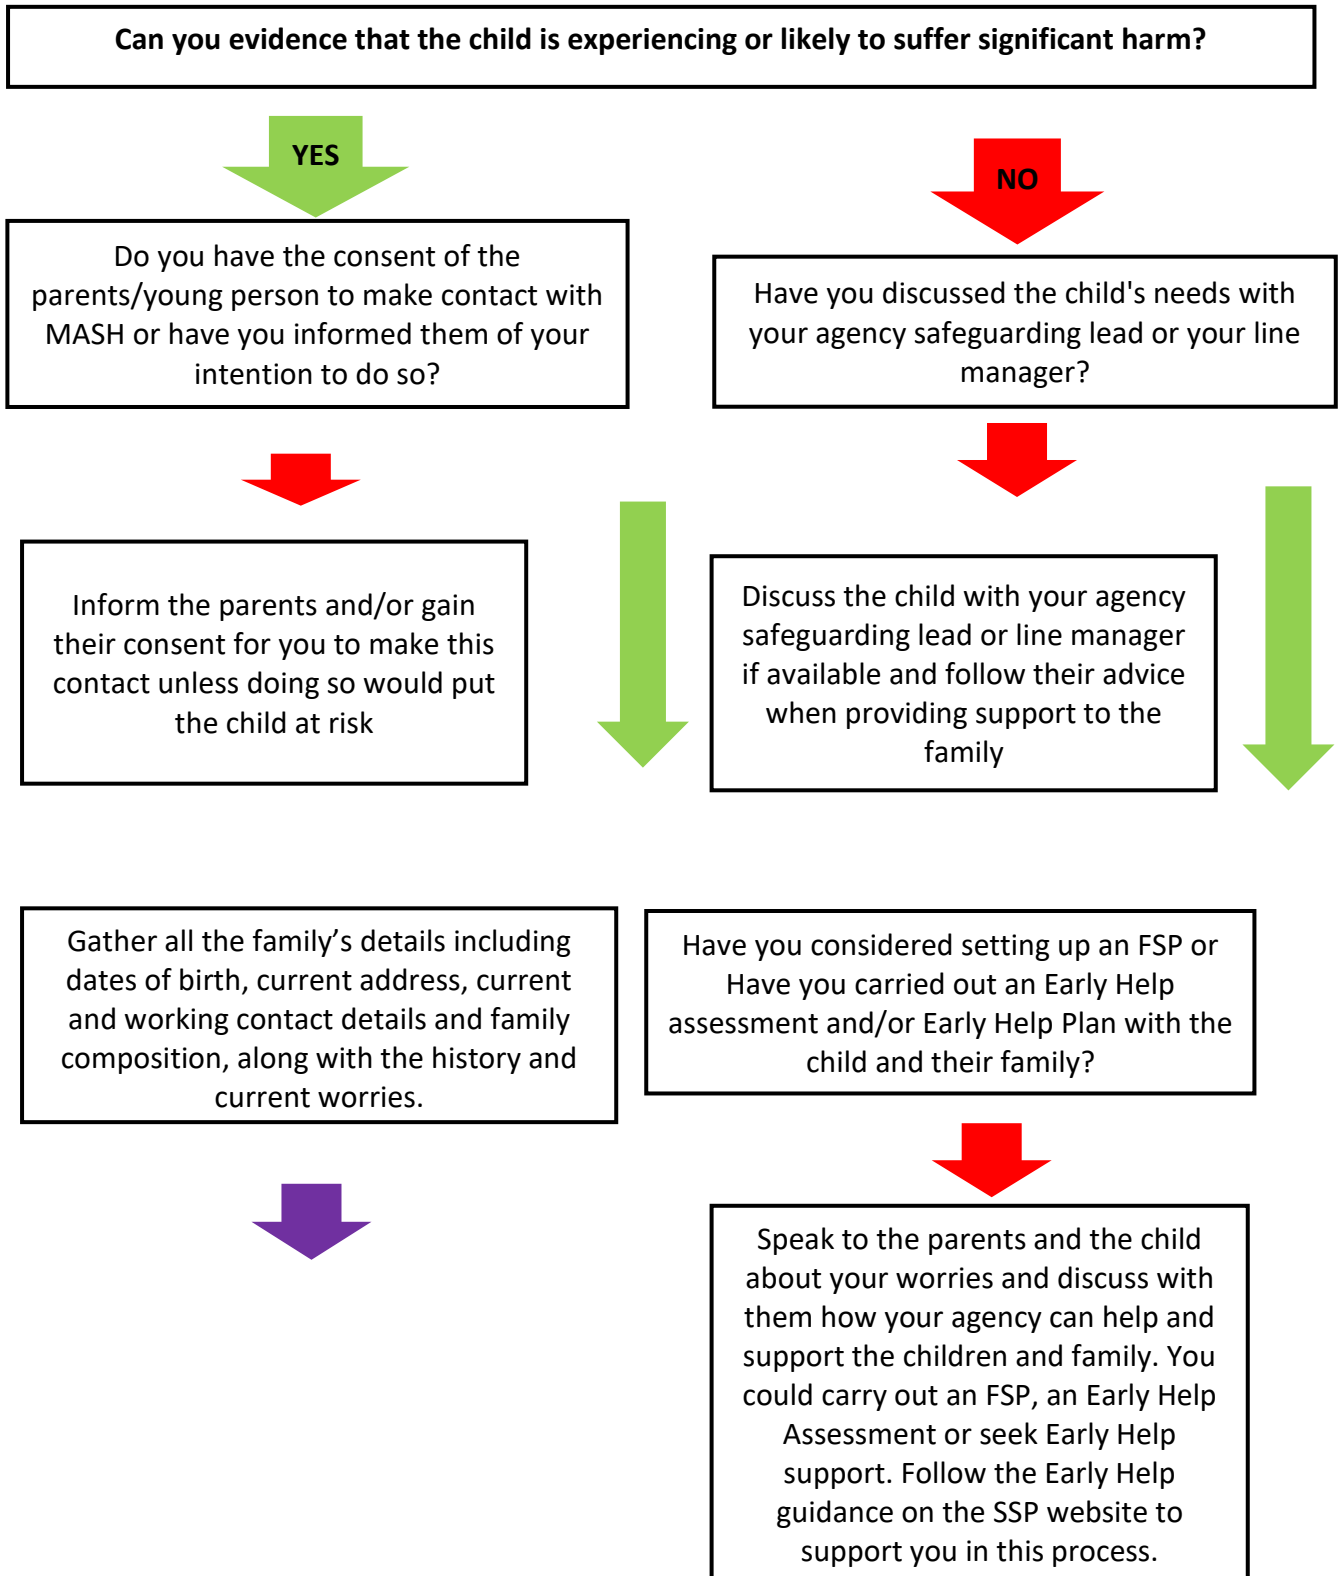 Can you evidence that the child is experiencing or likely to suffer significant harm?
YES
NO
Do you have the consent of the
parents/young person to make contact with
MASH or have you informed them of your
intention to do so?
Have you discussed the child's needs with
your agency safeguarding lead or your line
manager?
Inform the parents and/or gain
their consent for you to make this
contact unless doing so would put
the child at risk
Discuss the child with your agency
safeguarding lead or line manager
if available and follow their advice
when providing support to the
family
Gather all the family’s details including
dates of birth, current address, current
and working contact details and family
composition, along with the history and
current worries.
Have you considered setting up an FSP or
Have you carried out an Early Help
assessment and/or Early Help Plan with the
child and their family?
Speak to the parents and the child
about your worries and discuss with
them how your agency can help and
support the children and family. You
could carry out an FSP, an Early Help
Assessment or seek Early Help
support. Follow the Early Help
guidance on the SSP website to
support you in this process.